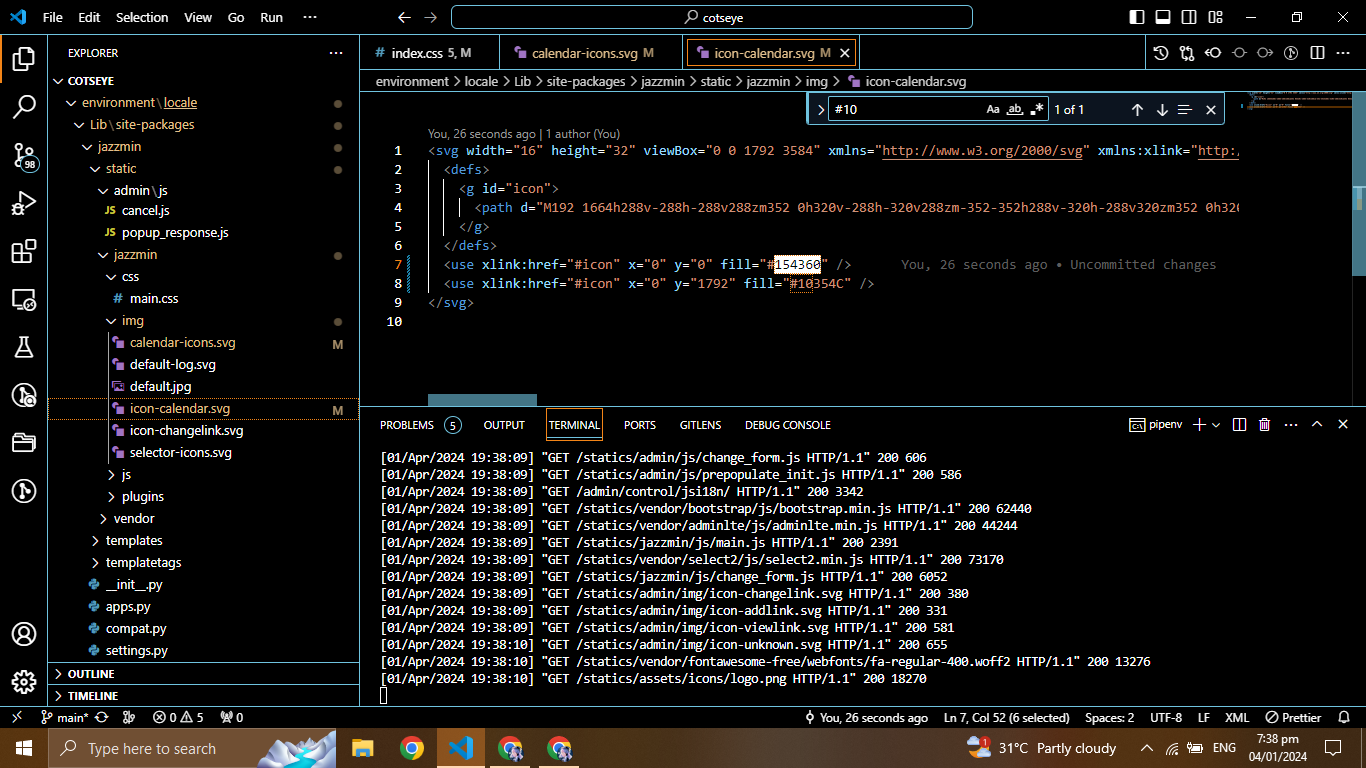 File Edit Selection View Go Run ··· cotseye
EXPLORER ···
COTSEYE
environment \ locale
Lib \ site-packages
jazzmin
static
admin \ js
JS cancel.js
JS popup_response.js
jazzmin
css
# main.css
img
calendar-icons.svg M
default-log.svg
default.jpg
icon-calendar.svg M
icon-changelink.svg
selector-icons.svg
js
plugins
vendor
templates
templatetags
__init__.py
apps.py
compat.py
settings.py
OUTLINE
TIMELINE
98
# index.css 5, M calendar-icons.svg M icon-calendar.svg M
environment > locale > Lib > site-packages > jazzmin > static > jazzmin > img > icon-calendar.svg
#10 Aa ab .* 1 of 1
You, 26 seconds ago | 1 author (You)
1 <svg width="16" height="32" viewBox="0 0 1792 3584" xmlns="http://www.w3.org/2000/svg" xmlns:xlink="http:/
2 <defs>
3 <g id="icon">
4 <path d="M192 1664h288v-288h-288v288zm352 0h320v-288h-320v288zm-352-352h288v-320h-288v320zm352 0h320
5 </g>
6 </defs>
7 <use xlink:href="#icon" x="0" y="0" fill="#154360" /> You, 26 seconds ago • Uncommitted changes
8 <use xlink:href="#icon" x="0" y="1792" fill="#10354C" />
9 </svg>
10
PROBLEMS 5 OUTPUT TERMINAL PORTS GITLENS DEBUG CONSOLE pipenv
[01/Apr/2024 19:38:09] "GET /statics/admin/js/change_form.js HTTP/1.1" 200 606
[01/Apr/2024 19:38:09] "GET /statics/admin/js/prepopulate_init.js HTTP/1.1" 200 586
[01/Apr/2024 19:38:09] "GET /admin/control/jsi18n/ HTTP/1.1" 200 3342
[01/Apr/2024 19:38:09] "GET /statics/vendor/bootstrap/js/bootstrap.min.js HTTP/1.1" 200 62440
[01/Apr/2024 19:38:09] "GET /statics/vendor/adminlte/js/adminlte.min.js HTTP/1.1" 200 44244
[01/Apr/2024 19:38:09] "GET /statics/jazzmin/js/main.js HTTP/1.1" 200 2391
[01/Apr/2024 19:38:09] "GET /statics/vendor/select2/js/select2.min.js HTTP/1.1" 200 73170
[01/Apr/2024 19:38:09] "GET /statics/jazzmin/js/change_form.js HTTP/1.1" 200 6052
[01/Apr/2024 19:38:09] "GET /statics/admin/img/icon-changelink.svg HTTP/1.1" 200 380
[01/Apr/2024 19:38:09] "GET /statics/admin/img/icon-addlink.svg HTTP/1.1" 200 331
[01/Apr/2024 19:38:09] "GET /statics/admin/img/icon-viewlink.svg HTTP/1.1" 200 581
[01/Apr/2024 19:38:09] "GET /statics/admin/img/icon-unknown.svg HTTP/1.1" 200 655
[01/Apr/2024 19:38:10] "GET /statics/vendor/fontawesome-free/webfonts/fa-regular-400.woff2 HTTP/1.1" 200 13276
[01/Apr/2024 19:38:10] "GET /statics/assets/icons/logo.png HTTP/1.1" 200 18270
main* 0 5 0 You, 26 seconds ago Ln 7, Col 52 (6 selected) Spaces: 2 UTF-8 LF XML Prettier
Type here to search 1 31°C Partly cloudy ENG 7:38 pm
04/01/2024